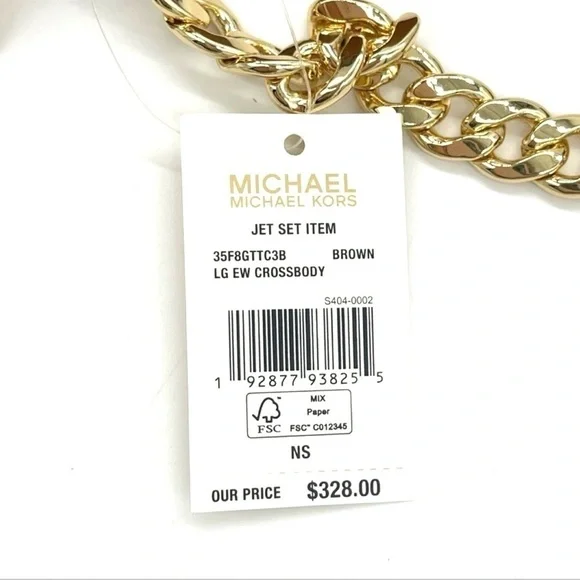 MICHAEL
MICHAEL KORS
JET SET ITEM
35F8GTTC3B BROWN
LG EW CROSSBODY
S404-0002
1 92877 93825 5
FSC
MIX
Paper
FSC™ C012345
NS
OUR PRICE $328.00